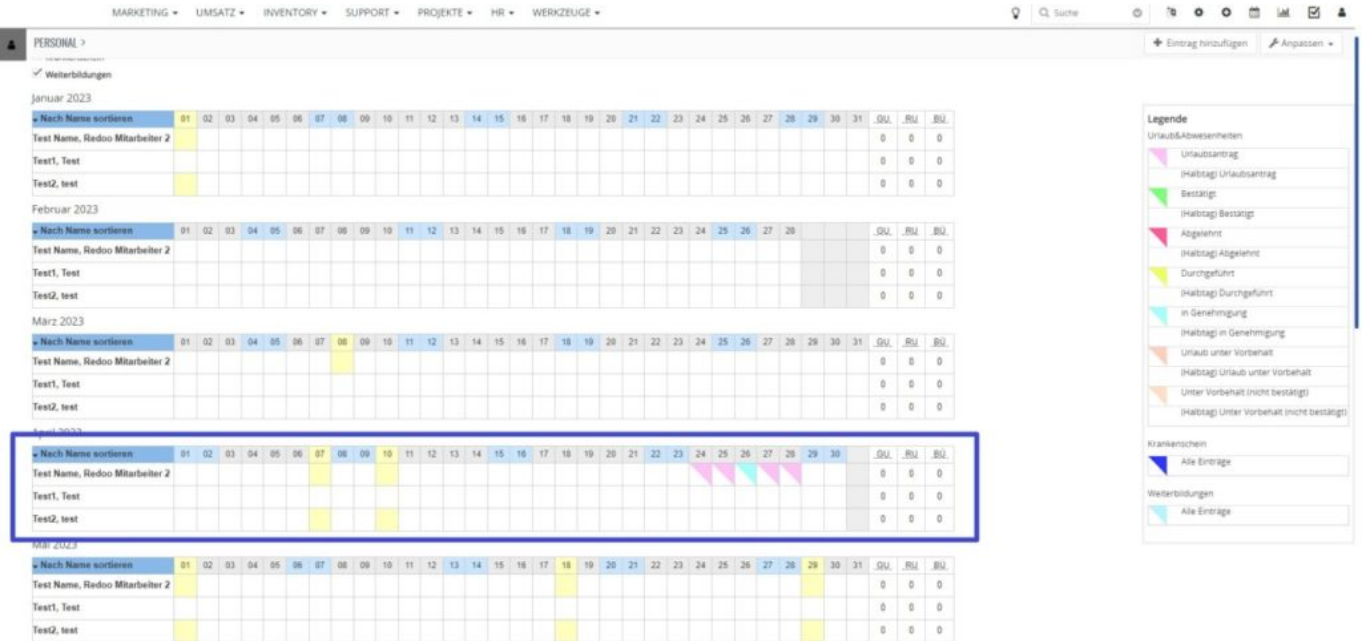 MARKETING UMSATZ INVENTORY SUPPORT PROJEKTE HR WERKZEUGE Suche
PERSONAL > Eintrag hinzufügen Anpassen
Weiterbildungen
Januar 2023
Nach Name sortieren 01 02 03 04 05 06 07 08 09 10 11 12 13 14 15 16 17 18 19 20 21 22 23 24 25 26 27 28 29 30 31 GU RU BÜ
Test Name, Redoo Mitarbeiter 2 0 0 0
Test1, Test 0 0 0
Test2, test 0 0 0
Februar 2023
Nach Name sortieren 01 02 03 04 05 06 07 08 09 10 11 12 13 14 15 16 17 18 19 20 21 22 23 24 25 26 27 28 GU RU BÜ
Test Name, Redoo Mitarbeiter 2 0 0 0
Test1, Test 0 0 0
Test2, test 0 0 0
März 2023
Nach Name sortieren 01 02 03 04 05 06 07 08 09 10 11 12 13 14 15 16 17 18 19 20 21 22 23 24 25 26 27 28 29 30 31 GU RU BÜ
Test Name, Redoo Mitarbeiter 2 0 0 0
Test1, Test 0 0 0
Test2, test 0 0 0
April 2023
Nach Name sortieren 01 02 03 04 05 06 07 08 09 10 11 12 13 14 15 16 17 18 19 20 21 22 23 24 25 26 27 28 29 30 GU RU BÜ
Test Name, Redoo Mitarbeiter 2 0 0 0
Test1, Test 0 0 0
Test2, test 0 0 0
Mai 2023
Nach Name sortieren 01 02 03 04 05 06 07 08 09 10 11 12 13 14 15 16 17 18 19 20 21 22 23 24 25 26 27 28 29 30 31 GU RU BÜ
Test Name, Redoo Mitarbeiter 2 0 0 0
Test1, Test 0 0 0
Test2, test 0 0 0
Legende
Urlaub&Abwesenheiten
Urlaubsantrag
(Halbtag) Urlaubsantrag
Bestätigt
(Halbtag) Bestätigt
Abgelehnt
(Halbtag) Abgelehnt
Durchgeführt
(Halbtag) Durchgeführt
in Genehmigung
(Halbtag) in Genehmigung
Urlaub unter Vorbehalt
(Halbtag) Urlaub unter Vorbehalt
Unter Vorbehalt (nicht bestätigt)
(Halbtag) Unter Vorbehalt (nicht bestätigt)
Krankenschein
Alle Einträge
Weiterbildungen
Alle Einträge